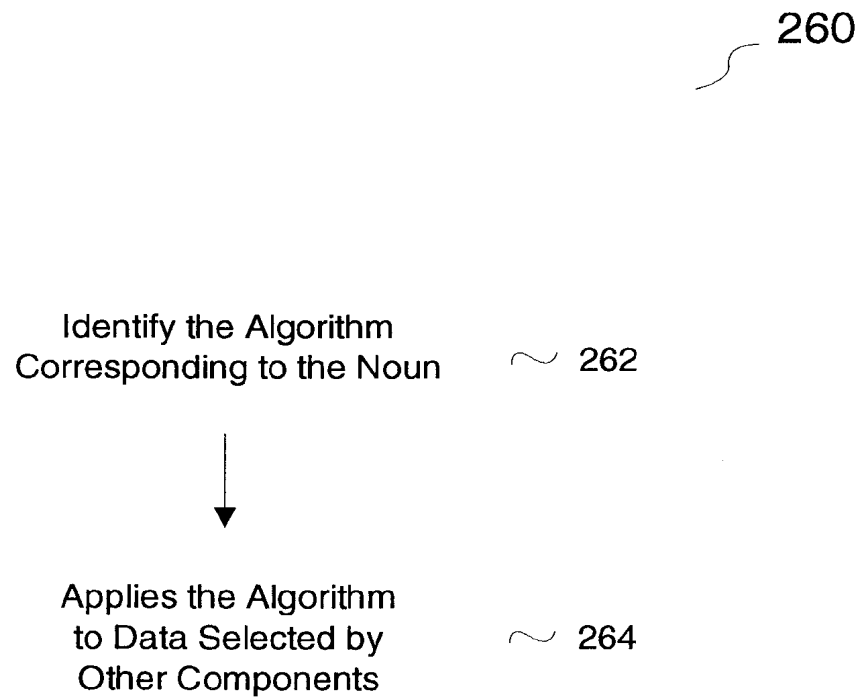 260
Identify the Algorithm
Corresponding to the Noun
262
Applies the Algorithm
to Data Selected by
Other Components
264